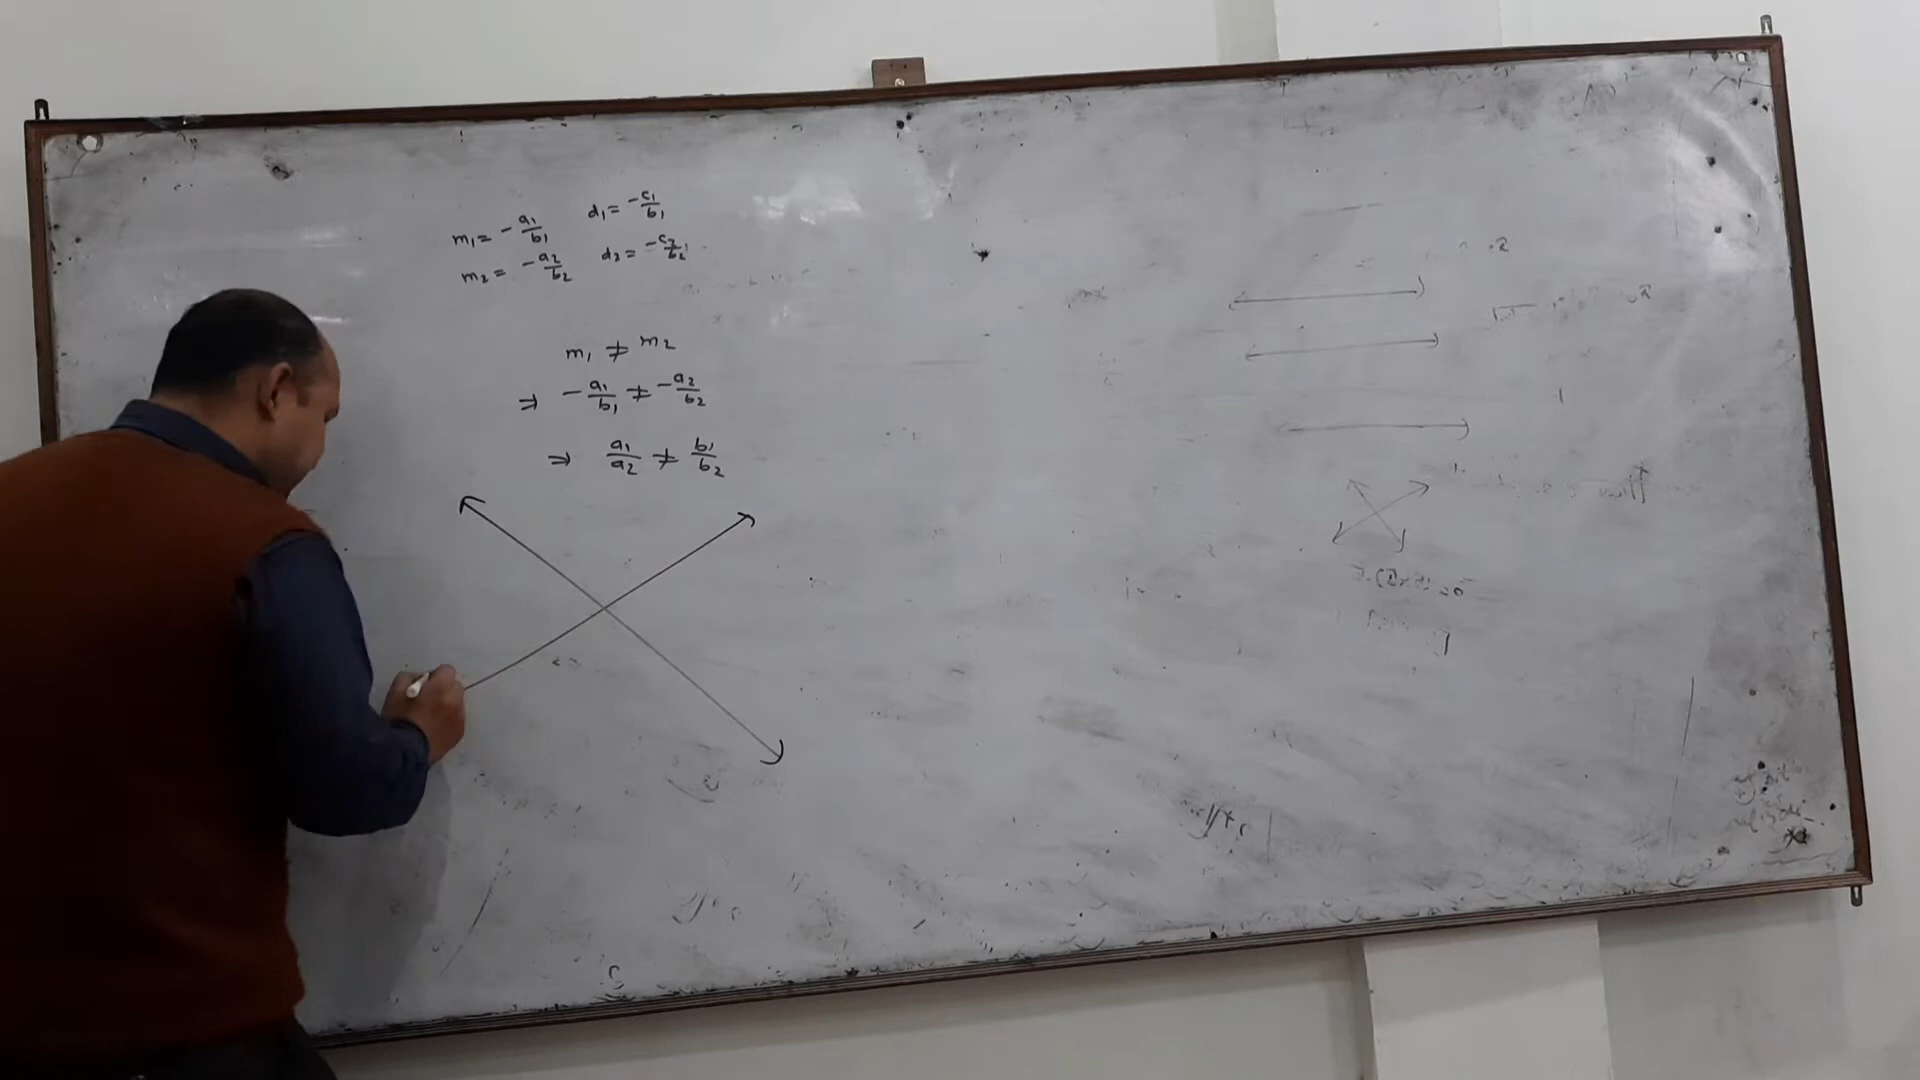 m₁ = -a₁/b₁ d₁ = -c₁/b₁
m₂ = -a₂/b₂ d₂ = -c₂/b₂
m₁ ≠ m₂
⇒ -a₁/b₁ ≠ -a₂/b₂
⇒ a₁/a₂ ≠ b₁/b₂